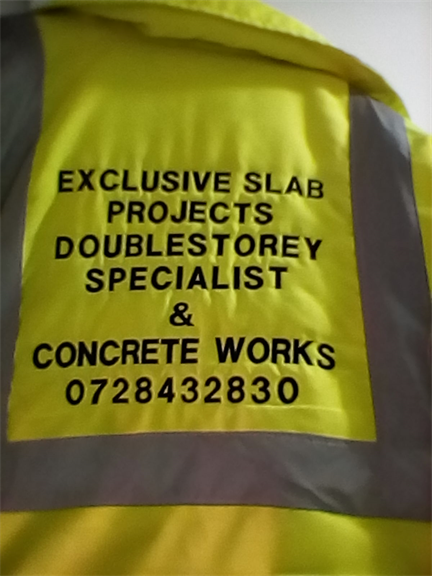 EXCLUSIVE SLAB
PROJECTS
DOUBLESTOREY
SPECIALIST
&
CONCRETE WORKS
0728432830